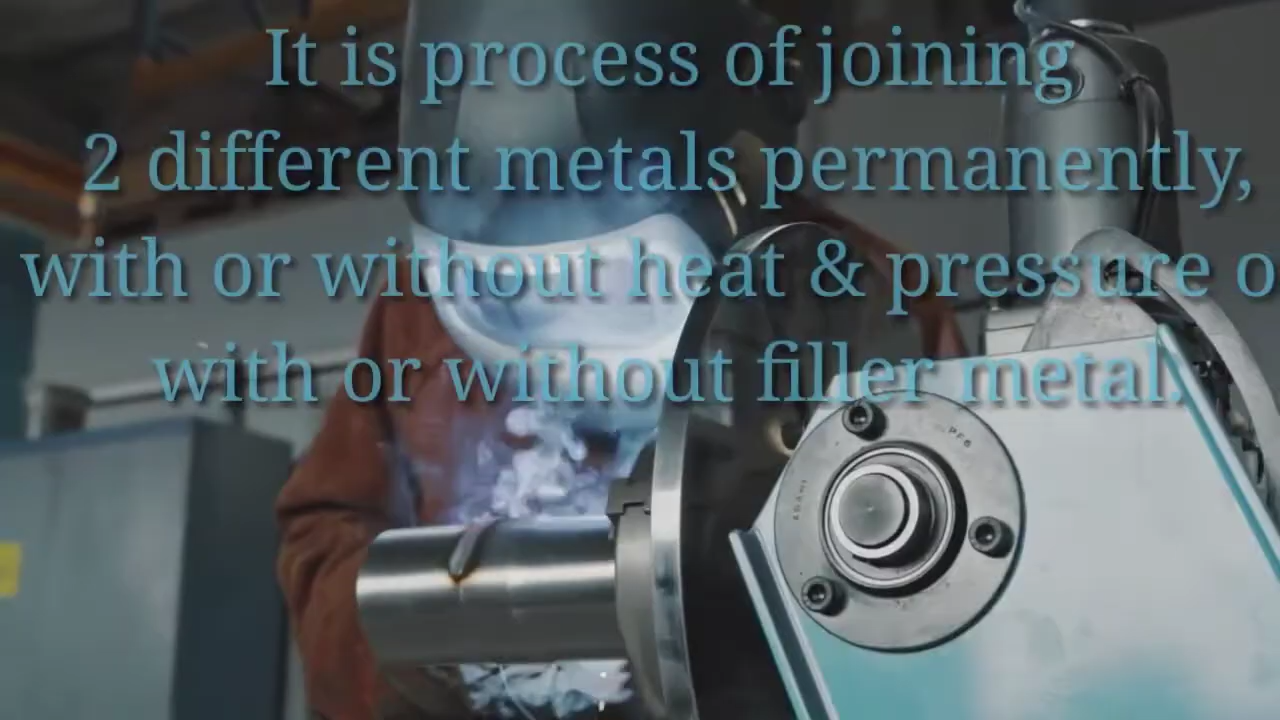 It is process of joining
2 different metals permanently,
with or without heat & pressure o
with or without filler metal.